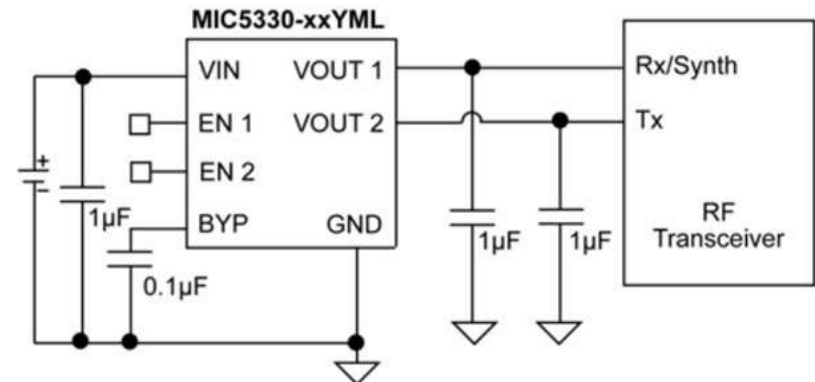 MIC5330-xxYML
VIN
VOUT 1
Rx/Synth
EN 1
VOUT 2
Tx
EN 2
+
-
1µF
BYP
GND
0.1µF
1µF
1µF
RF
Transceiver